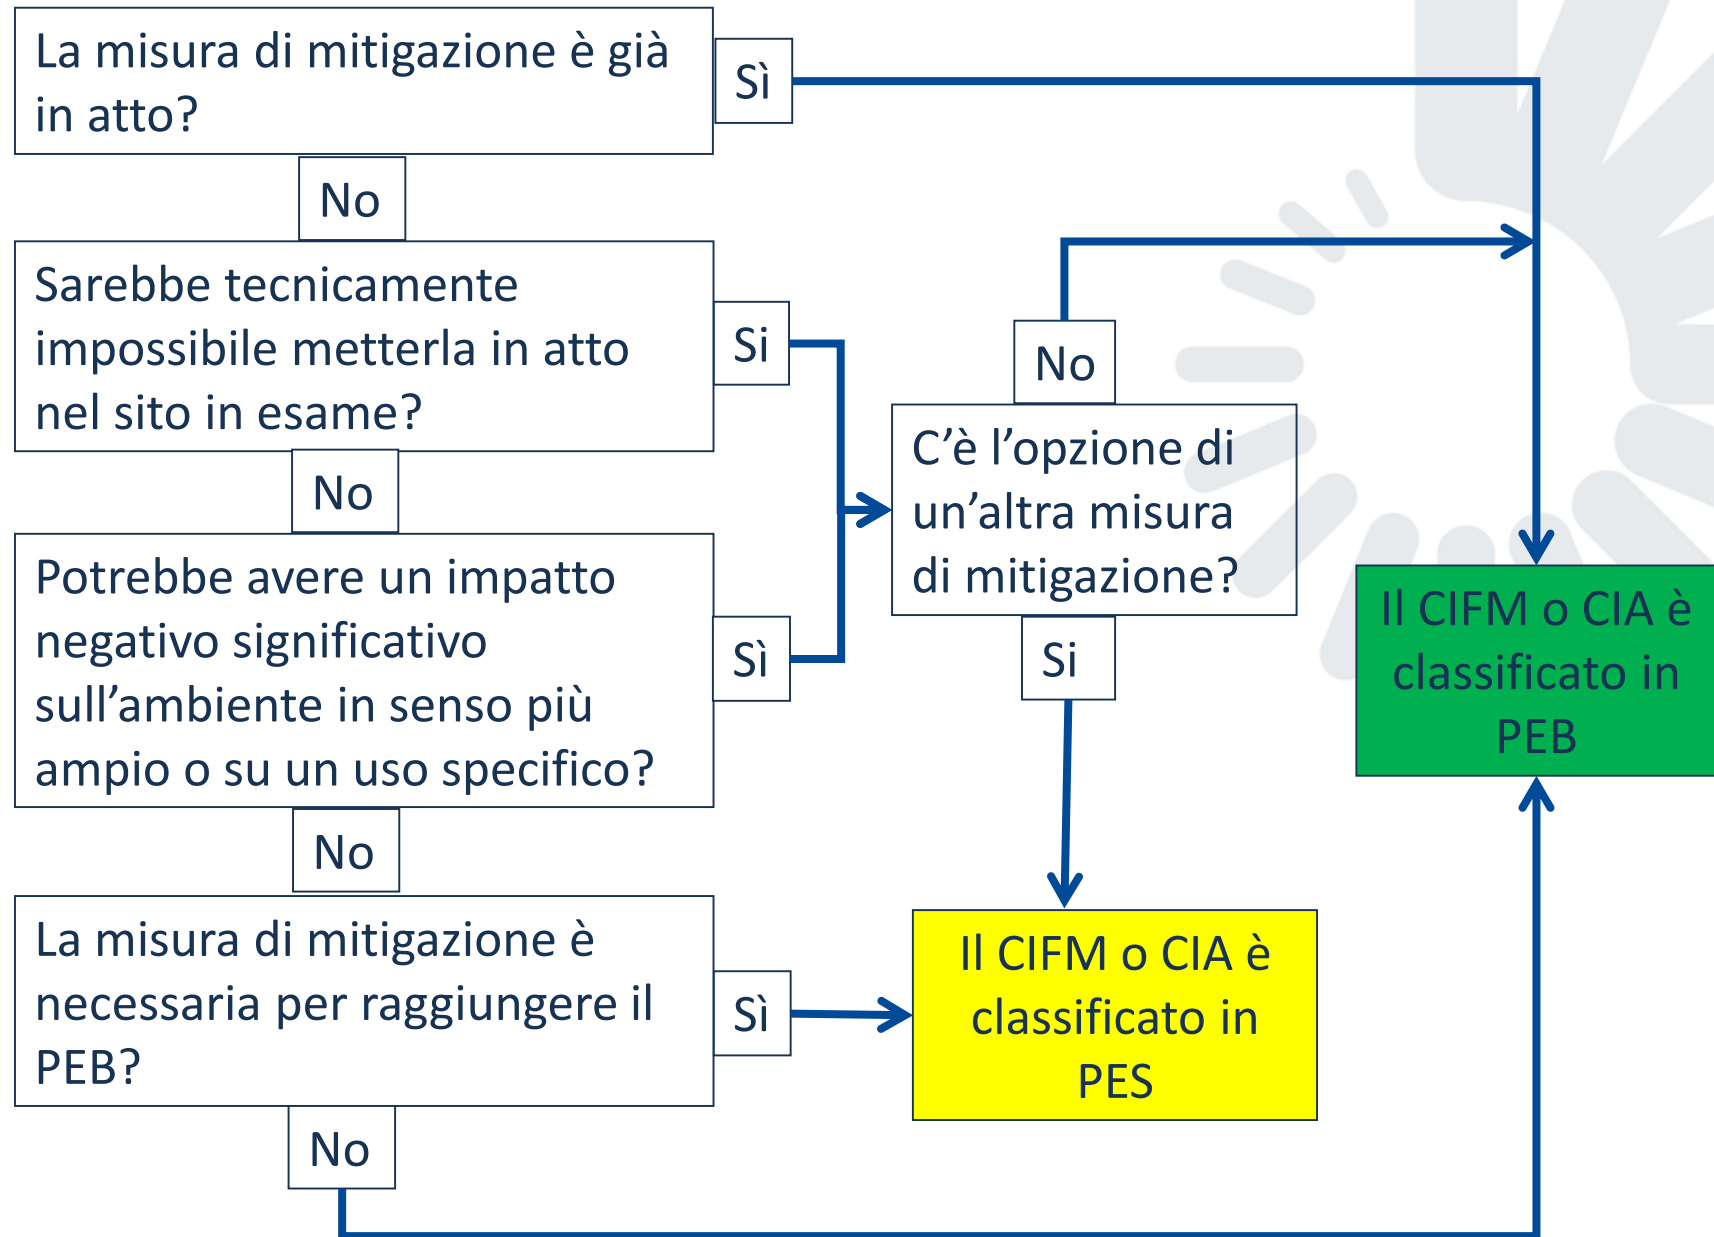 La misura di mitigazione è già
in atto?
Sì
No
Sarebbe tecnicamente
impossibile metterla in atto
nel sito in esame?
Si
No
Potrebbe avere un impatto
negativo significativo
sull’ambiente in senso più
ampio o su un uso specifico?
Sì
No
La misura di mitigazione è
necessaria per raggiungere il
PEB?
Sì
No
No
C’è l’opzione di
un’altra misura
di mitigazione?
Si
Il CIFM o CIA è
classificato in
PES
Il CIFM o CIA è
classificato in
PEB